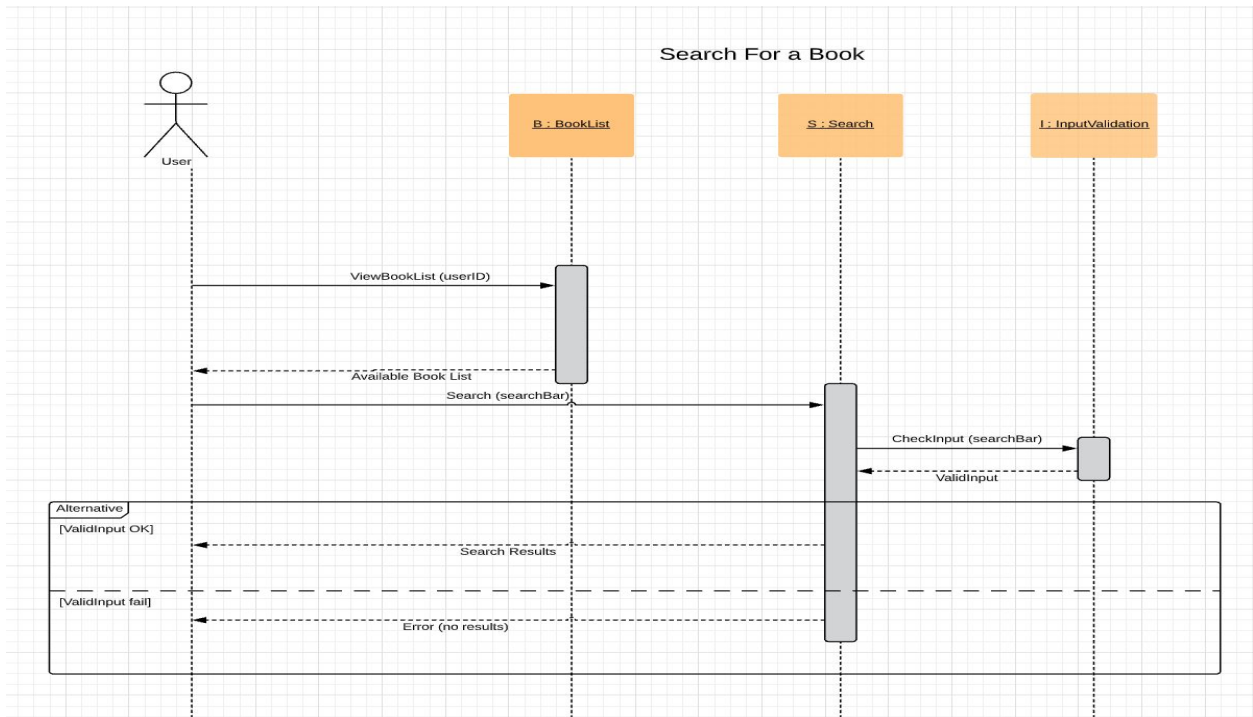 Search For a Book
User
B : BookList
S : Search
I : InputValidation
ViewBookList (userID)
Available Book List
Search (searchBar)
CheckInput (searchBar)
ValidInput
Alternative
[ValidInput OK]
Search Results
[ValidInput fail]
Error (no results)